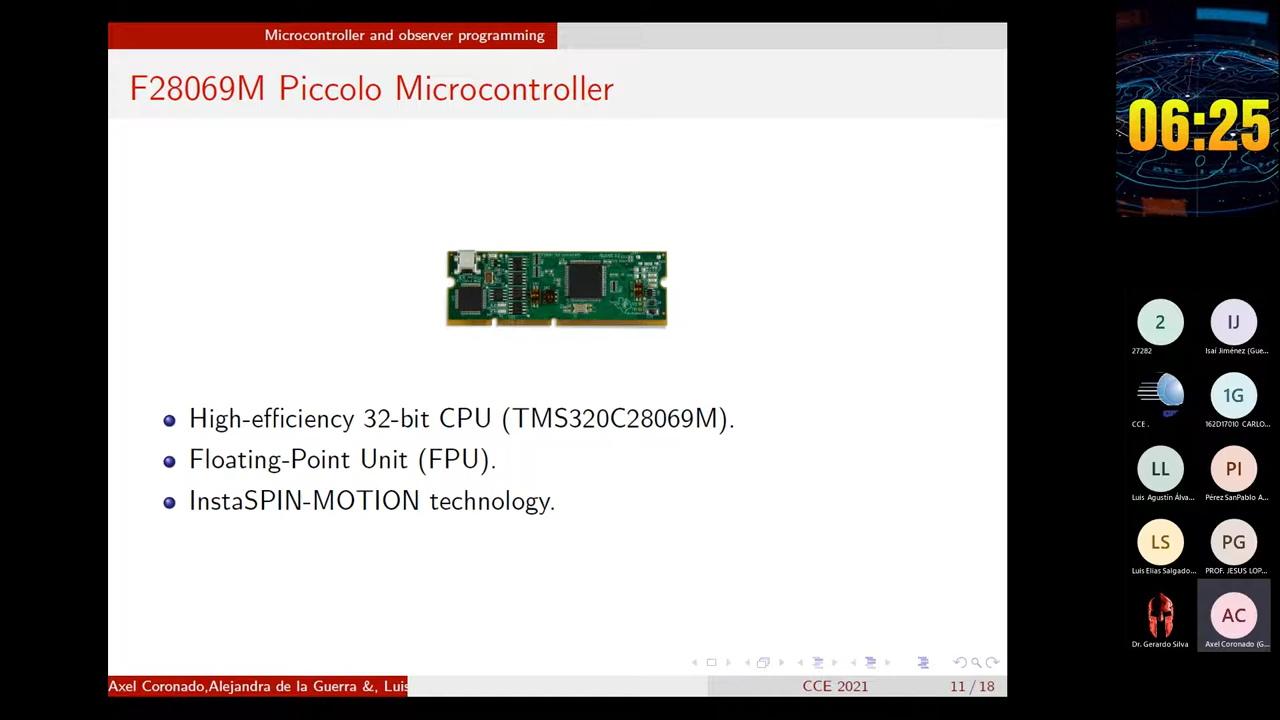 Microcontroller and observer programming
F28069M Piccolo Microcontroller
High-efficiency 32-bit CPU (TMS320C28069M).
Floating-Point Unit (FPU).
InstaSPIN-MOTION technology.
Axel Coronado,Alejandra de la Guerra &, Luis
CCE 2021
11 / 18
06:25
2
27282
IJ
Isaí Jiménez (Gue...
CCE .
1G
162D17010 CARLO...
LL
Luis Agustín Álva...
PI
Pérez SanPablo A...
LS
Luis Elías Salgado...
PG
PROF. JESUS LOP...
Dr. Gerardo Silva
AC
Axel Coronado (G...